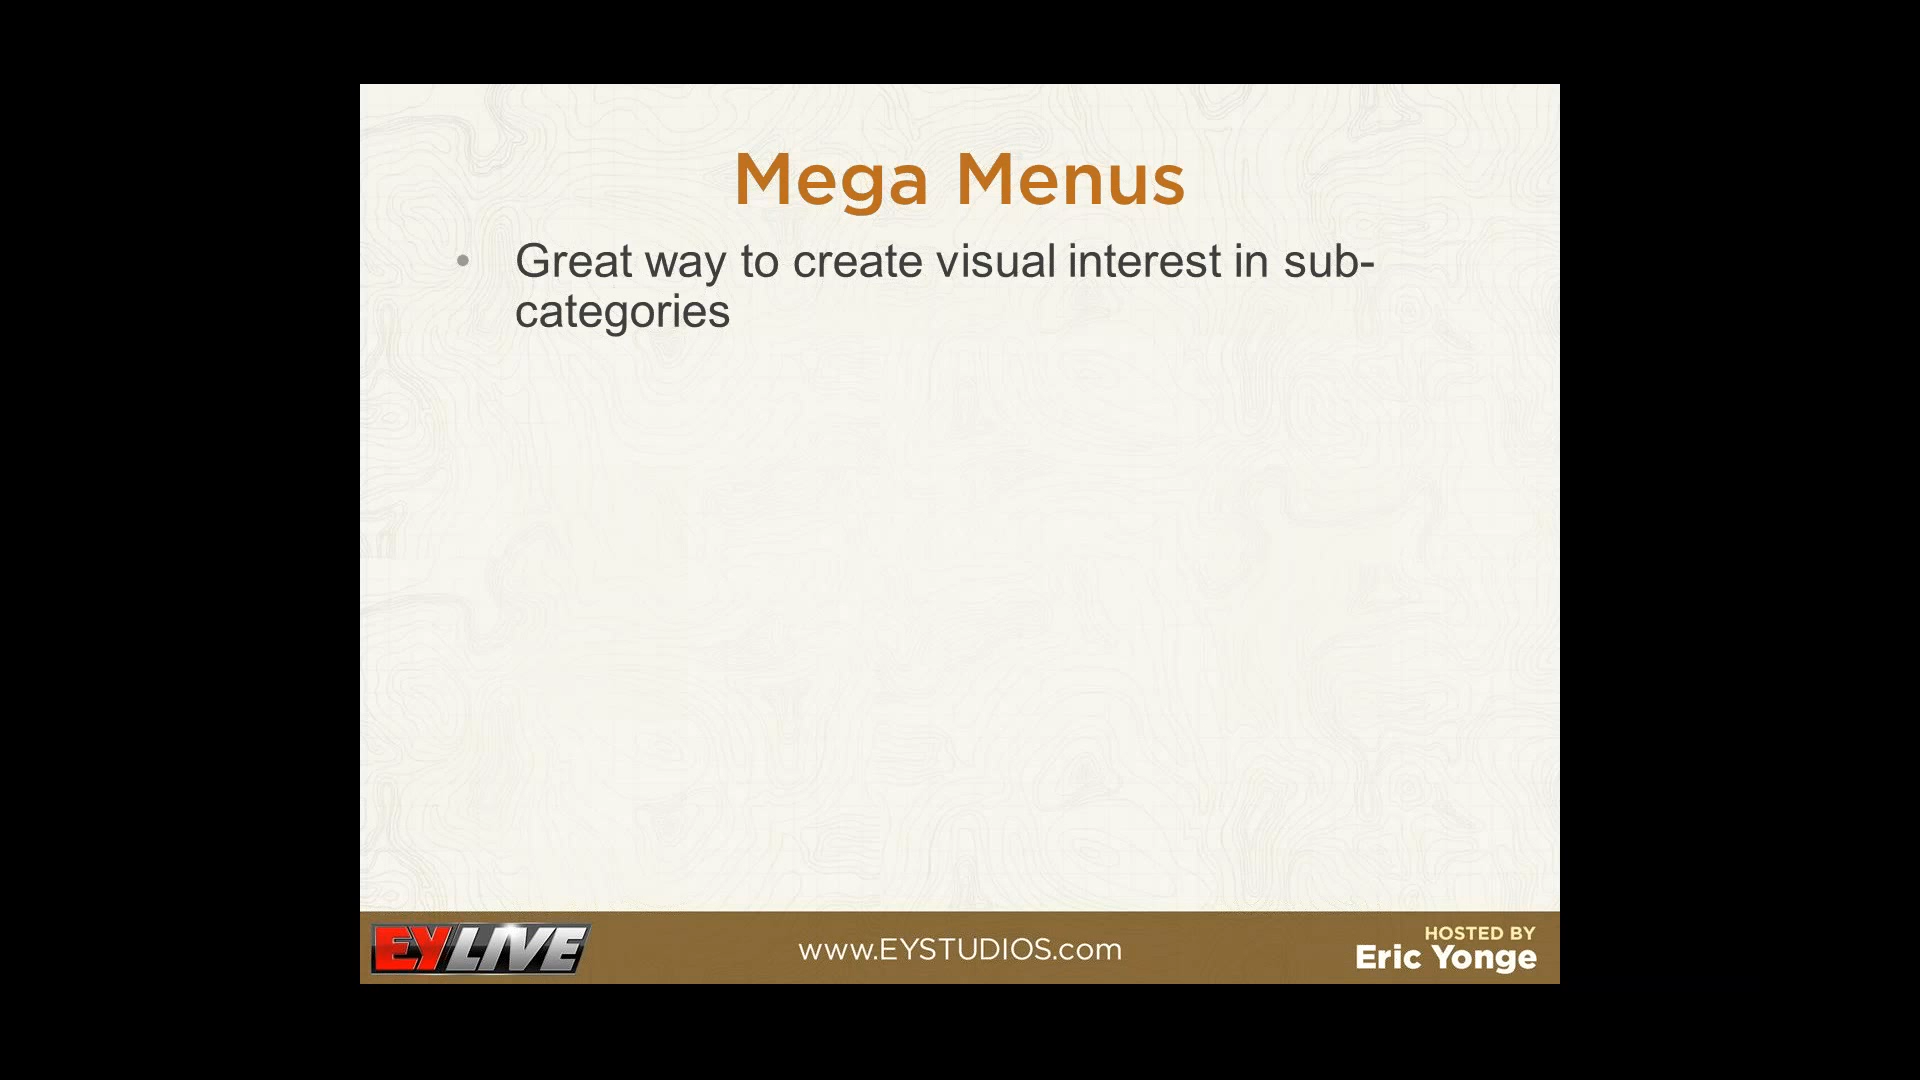 Mega Menus
• Great way to create visual interest in sub-
categories
EYLIVE
www.EYSTUDIOS.com
HOSTED BY
Eric Yonge